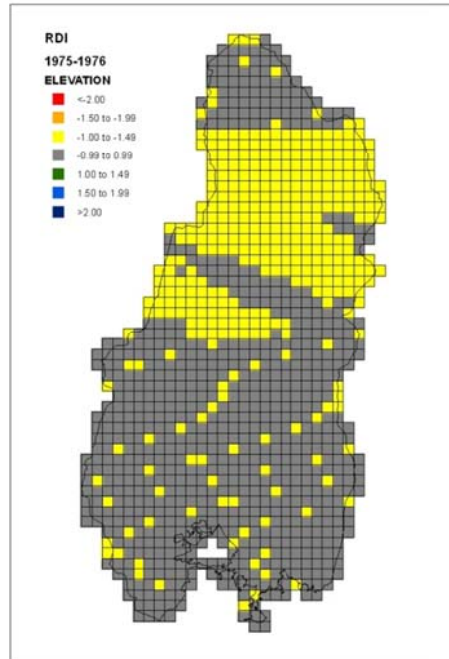 RDI
1975-1976
ELEVATION
<-2.00
-1.50 to -1.99
-1.00 to -1.49
-0.99 to 0.99
1.00 to 1.49
1.50 to 1.99
>2.00